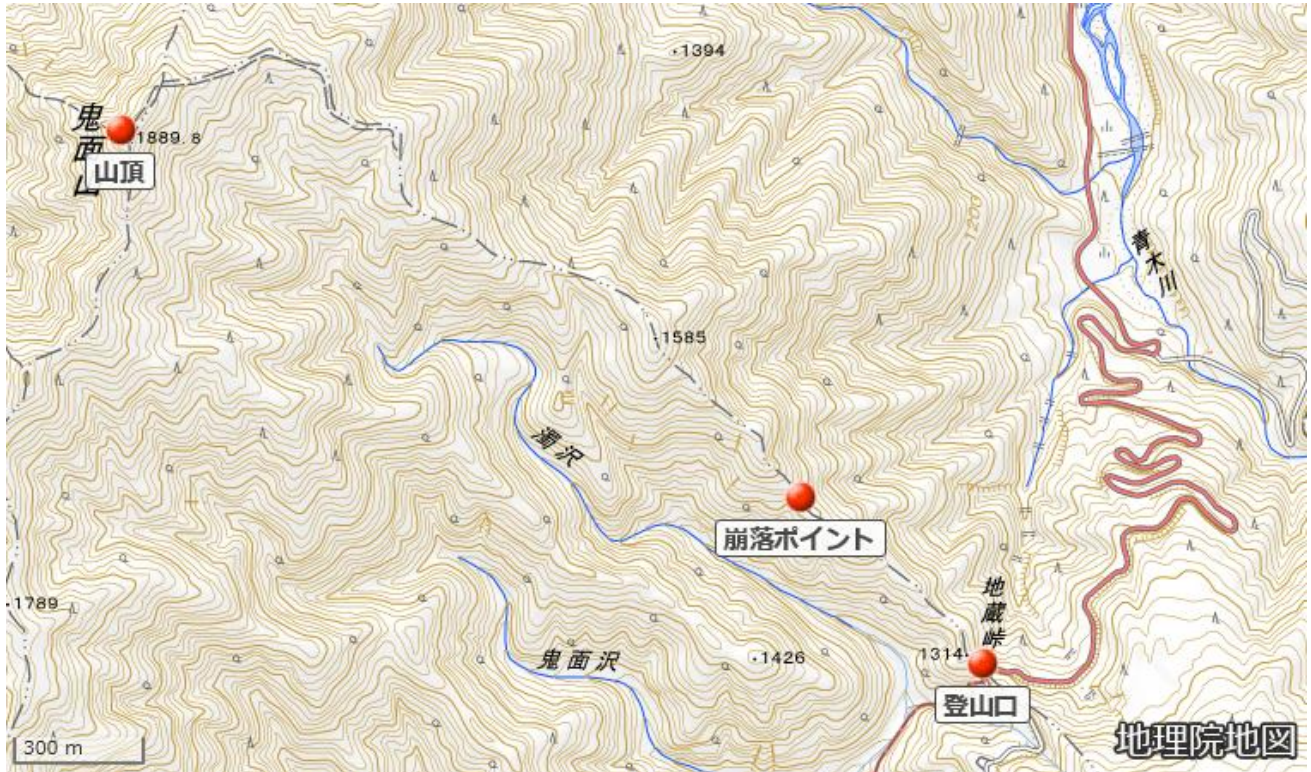 1394
鬼面山
1889.8
山頂
1200
青木川
1585
濁沢
崩落ポイント
1789
地蔵峠
1314
鬼面沢
1426
登山口
300 m
地理院地図